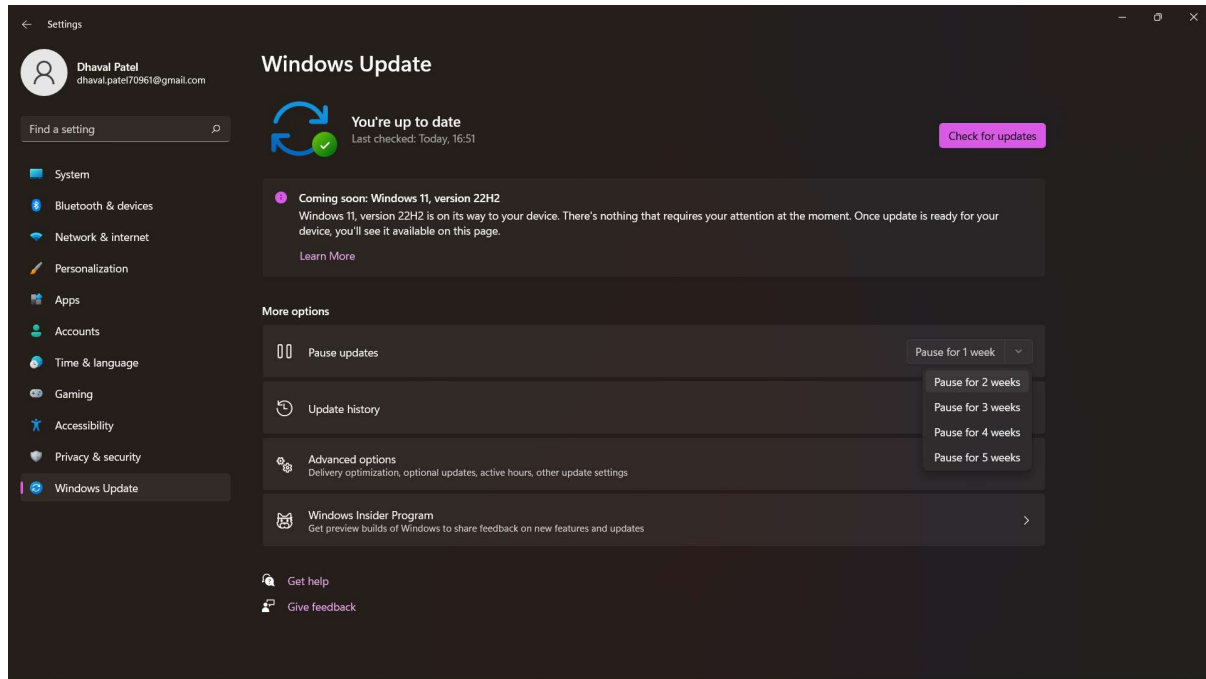 Settings
Dhaval Patel
dhaval.patel70961@gmail.com
Find a setting
System
Bluetooth & devices
Network & internet
Personalization
Apps
Accounts
Time & language
Gaming
Accessibility
Privacy & security
Windows Update
Windows Update
You're up to date
Last checked: Today, 16:51
Check for updates
Coming soon: Windows 11, version 22H2
Windows 11, version 22H2 is on its way to your device. There's nothing that requires your attention at the moment. Once update is ready for your
device, you'll see it available on this page.
Learn More
More options
Pause updates
Pause for 1 week
Pause for 2 weeks
Pause for 3 weeks
Pause for 4 weeks
Pause for 5 weeks
Update history
Advanced options
Delivery optimization, optional updates, active hours, other update settings
Windows Insider Program
Get preview builds of Windows to share feedback on new features and updates
Get help
Give feedback